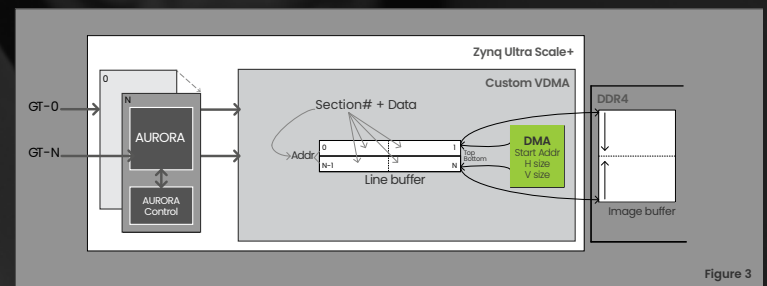 Zynq Ultra Scale+
Custom VDMA
DDR4
0
N
GT-0
GT-N
AURORA
AURORA
Control
Section# + Data
Addr
0
1
N-1
N
Top
Bottom
Line buffer
DMA
Start Addr
H size
V size
Image buffer
Figure 3